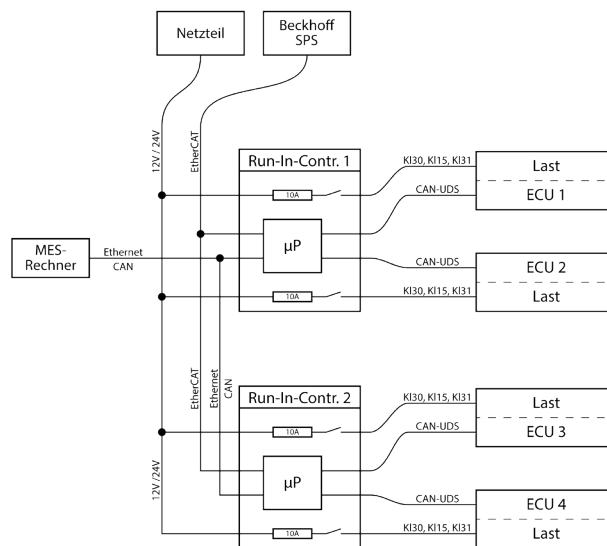 Netzteil
Beckhoff
SPS
12V / 24V
EtherCAT
Run-In-Contr. 1
Kl30, Kl15, Kl31
Last
10A
CAN-UDS
ECU 1
µP
MES-
Rechner
Ethernet
CAN
CAN-UDS
ECU 2
10A
Kl30, Kl15, Kl31
Last
EtherCAT
Ethernet
CAN
Run-In-Contr. 2
Kl30, Kl15, Kl31
Last
10A
CAN-UDS
ECU 3
12V /24V
µP
CAN-UDS
ECU 4
10A
Kl30, Kl15, Kl31
Last